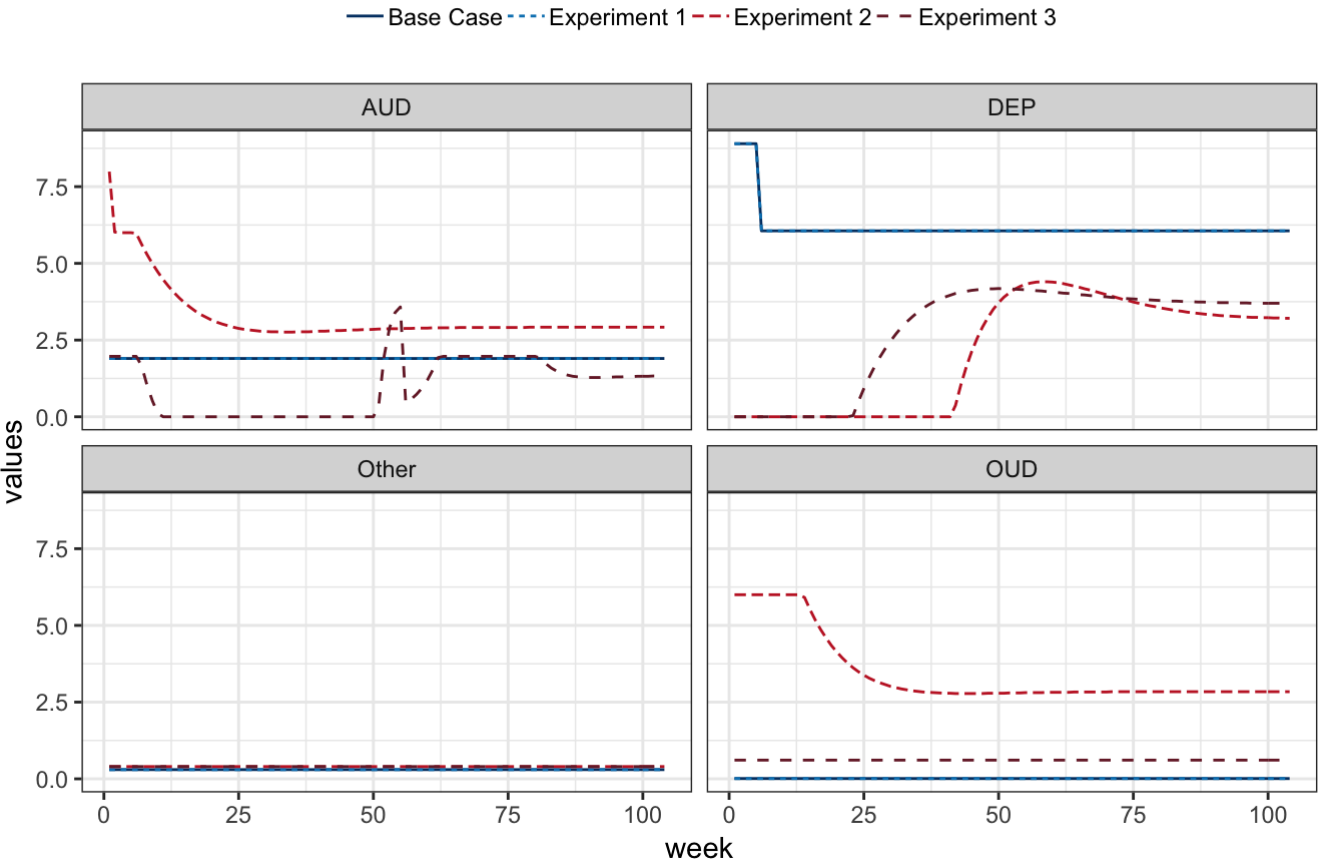 Base Case Experiment 1 Experiment 2 Experiment 3
AUD DEP
7.5
5.0
2.5
0.0
values
Other OUD
7.5
5.0
2.5
0.0
0 25 50 75 100 0 25 50 75 100
week